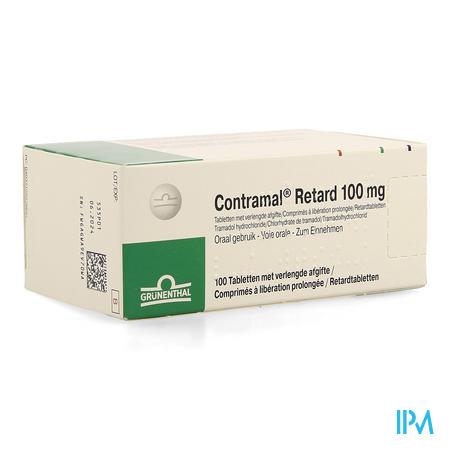 Contramal® Retard 100 mg
Tabletten met verlengde afgifte/Comprimés à libération prolongée/Retardtabletten
Tramadol hydrochloride/Chlorhydrate de tramadol/Tramadolhydrochlorid
Oraal gebruik - Voie orale - Zum Einnehmen
100 Tabletten met verlengde afgifte /
Comprimés à libération prolongée / Retardtabletten
GRÜNENTHAL
LOT/EXP.
535P01
06.2024
B
IPM